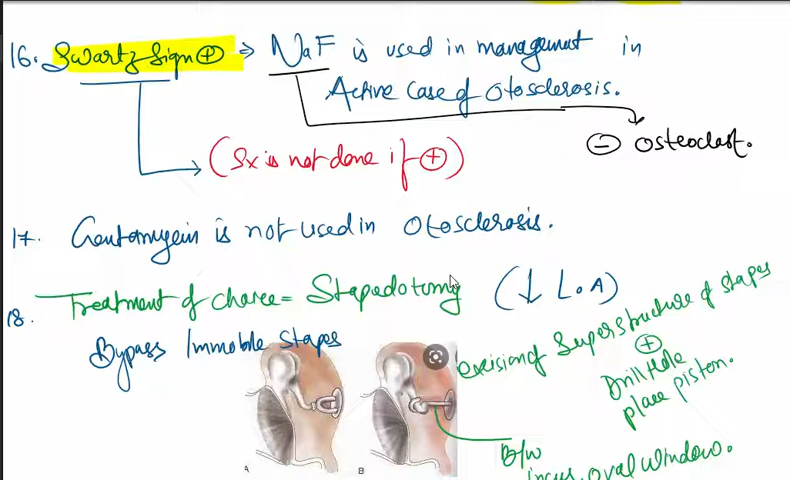 16. Swartz Sign ⊕ ⇒ NaF is used in management in
Active case of Otosclerosis.
⊖ Osteoclast.
(Sx is not done if ⊕)
17. Gentamycin is not used in Otosclerosis.
18. Treatment of choice = Stapedotomy (↓ L.A)
Bypass Immobile Stapes
excision of Superstructure of stapes
⊕
Drill Hole
place piston.
B/w
incus, oval window.
A B